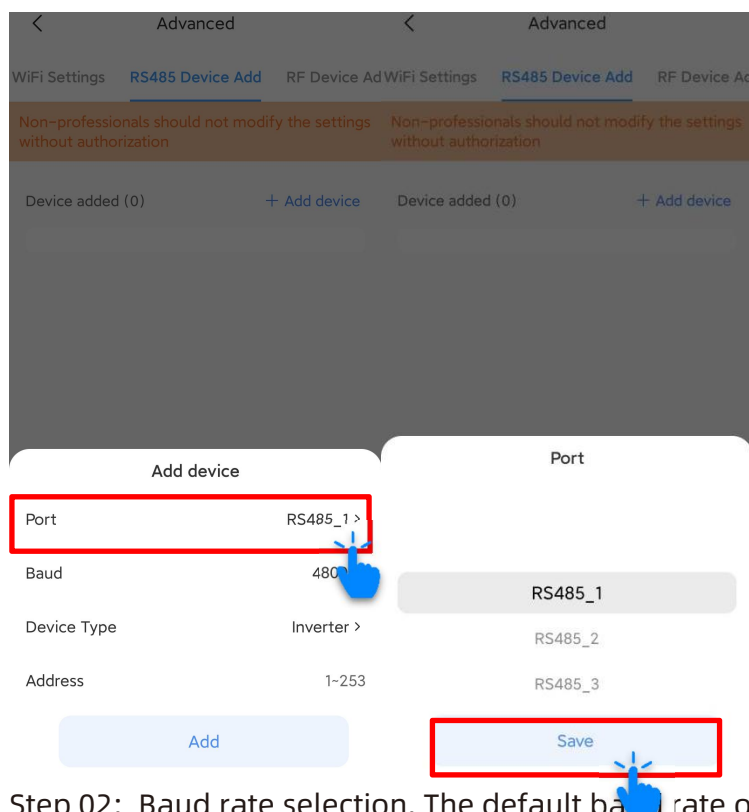 Advanced
WiFi Settings RS485 Device Add RF Device Ad
Non-professionals should not modify the settings
without authorization
Device added (0) + Add device
Add device
Port RS485_1 >
Baud 480
Device Type Inverter >
Address 1~253
Add
Advanced
WiFi Settings RS485 Device Add RF Device Ad
Non-professionals should not modify the settings
without authorization
Device added (0) + Add device
Port
RS485_1
RS485_2
RS485_3
Save
Step 02: Baud rate selection. The default rate